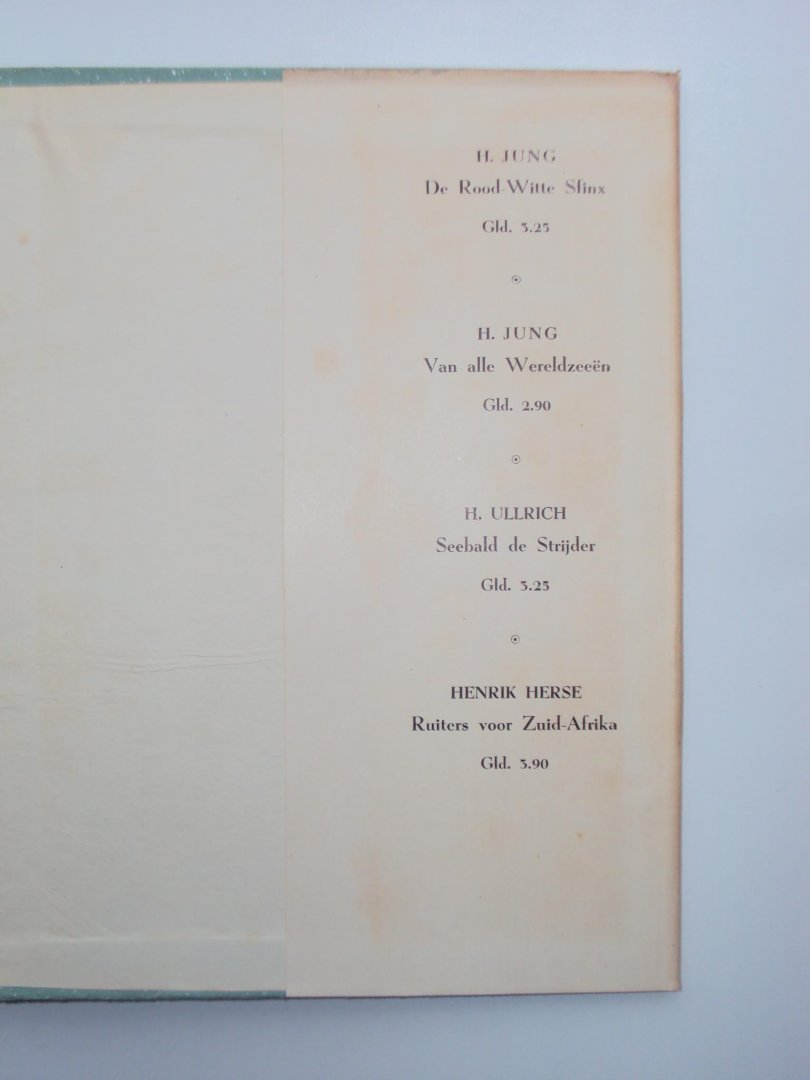 H. JUNG
De Rood-Witte Sfinx
Gld. 3.25
H. JUNG
Van alle Wereldzeeën
Gld. 2.90
H. ULLRICH
Seebald de Strijder
Gld. 3.25
HENRIK HERSE
Ruiters voor Zuid-Afrika
Gld. 3.90